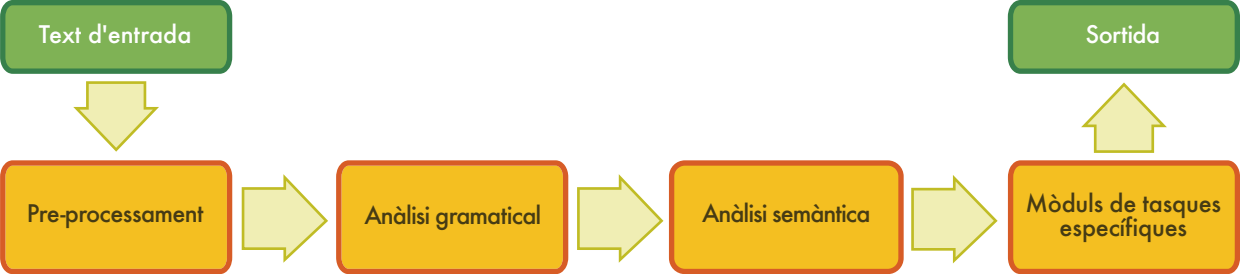 Text d'entrada
Sortida
Pre-processament
Anàlisi gramatical
Anàlisi semàntica
Mòduls de tasques
específiques